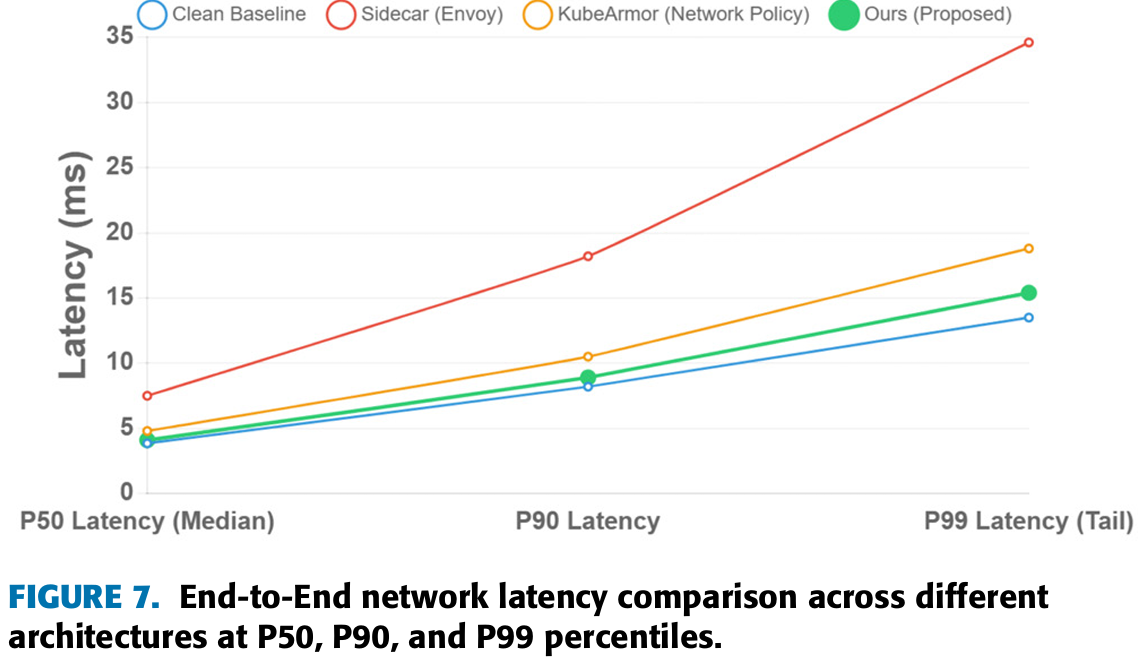 Clean Baseline Sidecar (Envoy) KubeArmor (Network Policy) Ours (Proposed)
35
30
25
20
15
10
5
0
Latency (ms)
P50 Latency (Median) P90 Latency P99 Latency (Tail)
FIGURE 7. End-to-End network latency comparison across different
architectures at P50, P90, and P99 percentiles.